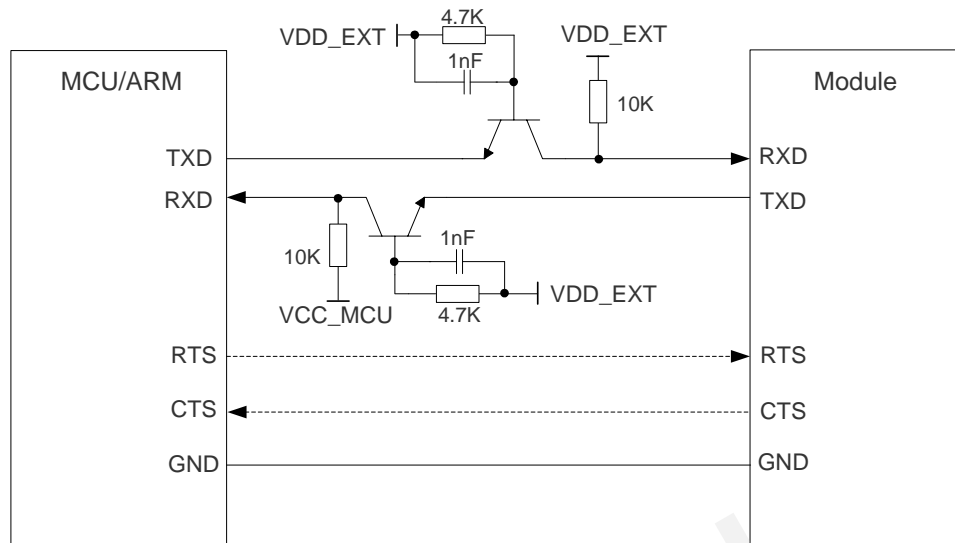 4.7K
VDD_EXT
VDD_EXT
1nF
MCU/ARM
Module
10K
TXD
RXD
RXD
TXD
1nF
10K
VDD_EXT
VCC_MCU
4.7K
RTS
RTS
CTS
CTS
GND
GND